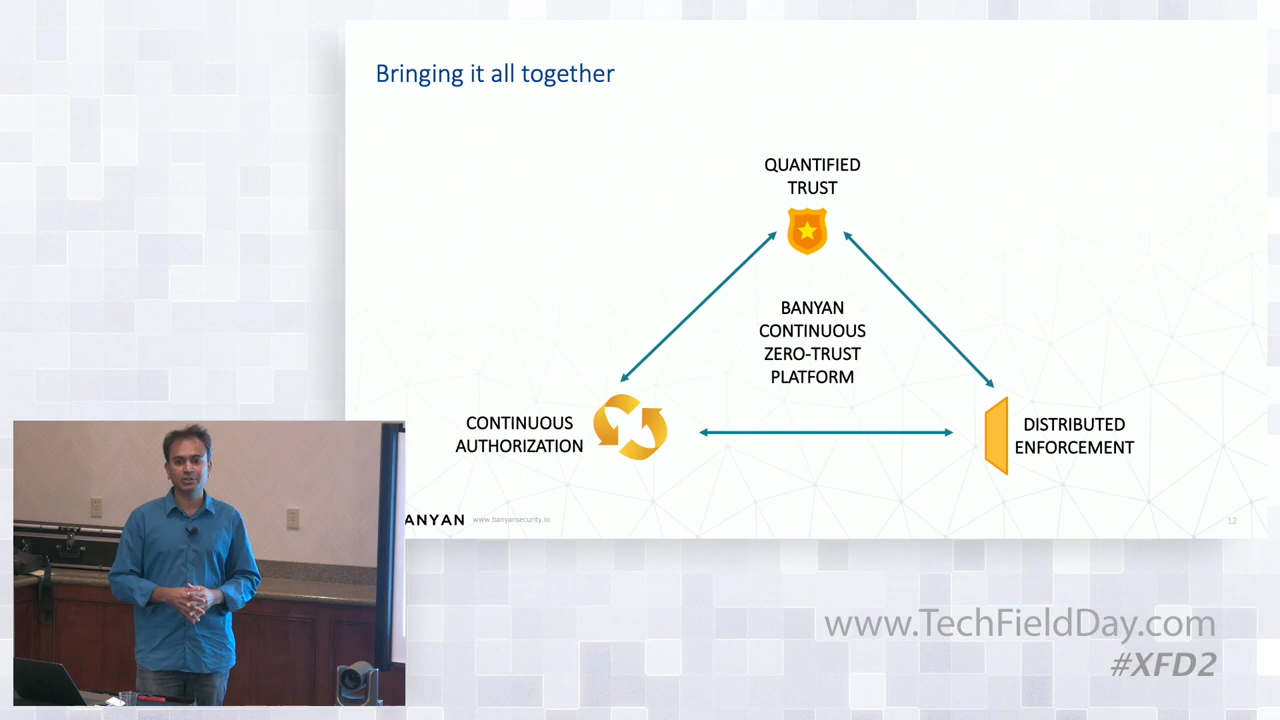 Bringing it all together
QUANTIFIED
TRUST
BANYAN
CONTINUOUS
ZERO-TRUST
PLATFORM
CONTINUOUS
AUTHORIZATION
DISTRIBUTED
ENFORCEMENT
ANYAN www.banyansecurity.io
12
www.TechFieldDay.com
#XFD2